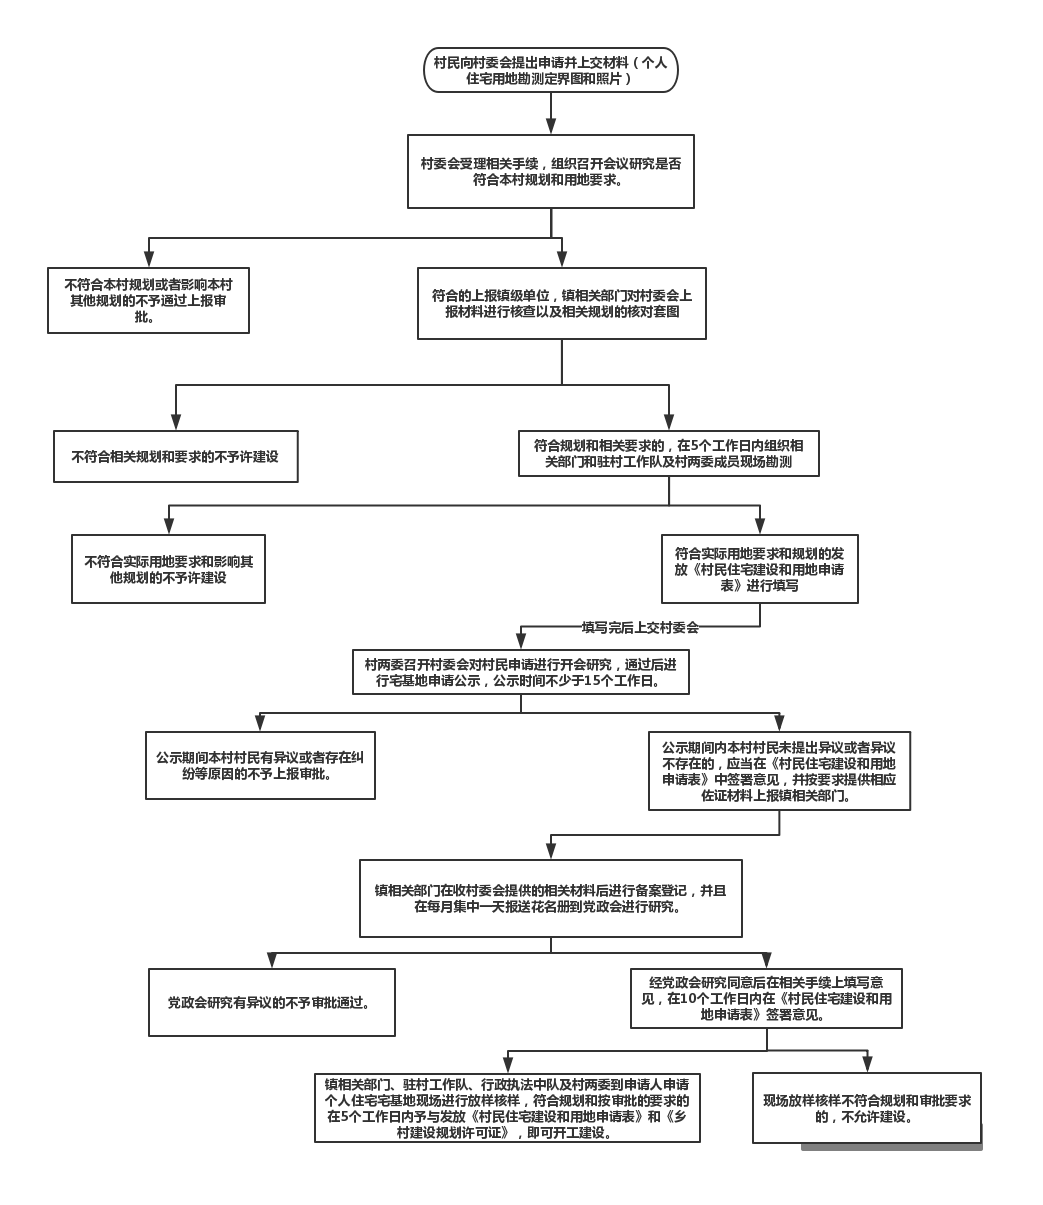 村民向村委会提出申请并上交材料（个人
住宅用地勘测定界图和照片）
村委会受理相关手续，组织召开会议研究是否
符合本村规划和用地要求。
不符合本村规划或者影响本村
其他规划的不予通过上报审
批。
符合的上报镇级单位，镇相关部门对村委会上
报材料进行核查以及相关规划的核对套图
不符合相关规划和要求的不予许建设
符合规划和相关要求的，在5个工作日内组织相
关部门和驻村工作队及村两委成员现场勘测
不符合实际用地要求和影响其
他规划的不予许建设
符合实际用地要求和规划的发
放《村民住宅建设和用地申请
表》进行填写
填写完后上交村委会
村两委召开村委会对村民申请进行开会研究，通过后进
行宅基地申请公示，公示时间不少于15个工作日。
公示期间本村村民有异议或者存在纠
纷等原因的不予上报审批。
公示期间内本村村民未提出异议或者异议
不存在的，应当在《村民住宅建设和用地
申请表》中签署意见，并按要求提供相应
佐证材料上报镇相关部门。
镇相关部门在收村委会提供的相关材料后进行备案登记，并且
在每月集中一天报送花名册到党政会进行研究。
党政会研究有异议的不予审批通过。
经党政会研究同意后在相关手续上填写意
见，在10个工作日内在《村民住宅建设和用
地申请表》签署意见。
镇相关部门、驻村工作队、行政执法中队及村两委到申请人申请
个人住宅宅基地现场进行放样核样，符合规划和按审批的要求的
在5个工作日内予与发放《村民住宅建设和用地申请表》和《乡
村建设规划许可证》，即可开工建设。
现场放样核样不符合规划和审批要求
的，不允许建设。